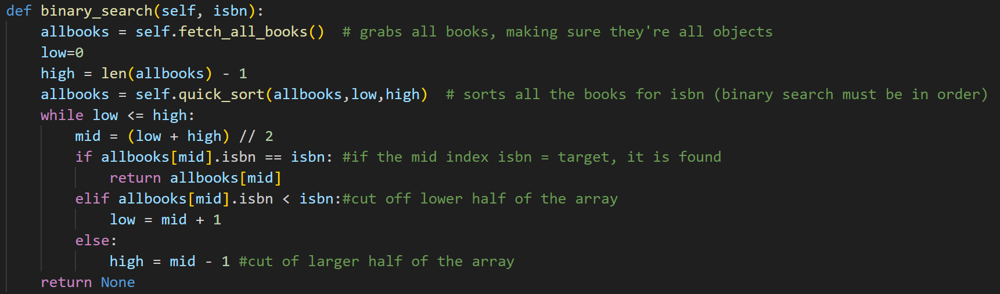 def binary_search(self, isbn):
    allbooks = self.fetch_all_books()  # grabs all books, making sure they're all objects
    low=0
    high = len(allbooks) - 1
    allbooks = self.quick_sort(allbooks,low,high)  # sorts all the books for isbn (binary search must be in order)
    while low <= high:
        mid = (low + high) // 2
        if allbooks[mid].isbn == isbn: #if the mid index isbn = target, it is found
            return allbooks[mid]
        elif allbooks[mid].isbn < isbn:#cut off lower half of the array
            low = mid + 1
        else:
            high = mid - 1 #cut of larger half of the array
    return None